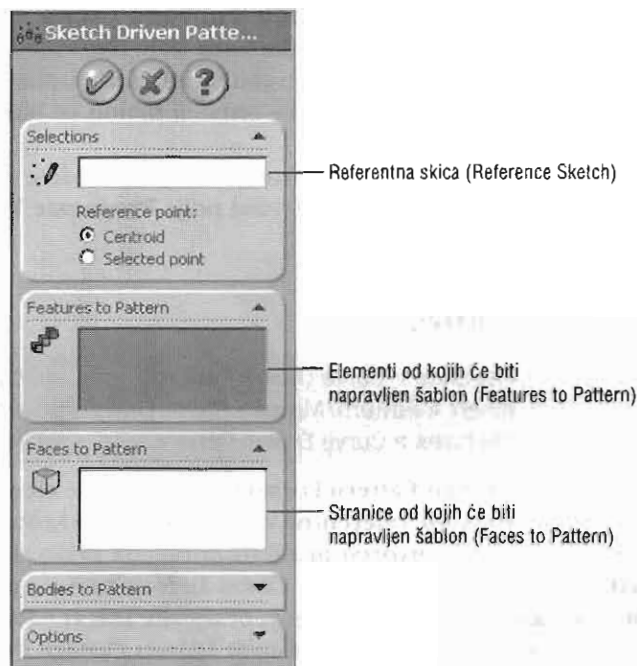 Sketch Driven Patte...
Selections
Referentna skica (Reference Sketch)
Reference point:
Centroid
Selected point
Features to Pattern
Elementi od kojih će biti
napravljen šablon (Features to Pattern)
Faces to Pattern
Stranice od kojih će biti
napravljen šablon (Faces to Pattern)
Bodies to Pattern
Options